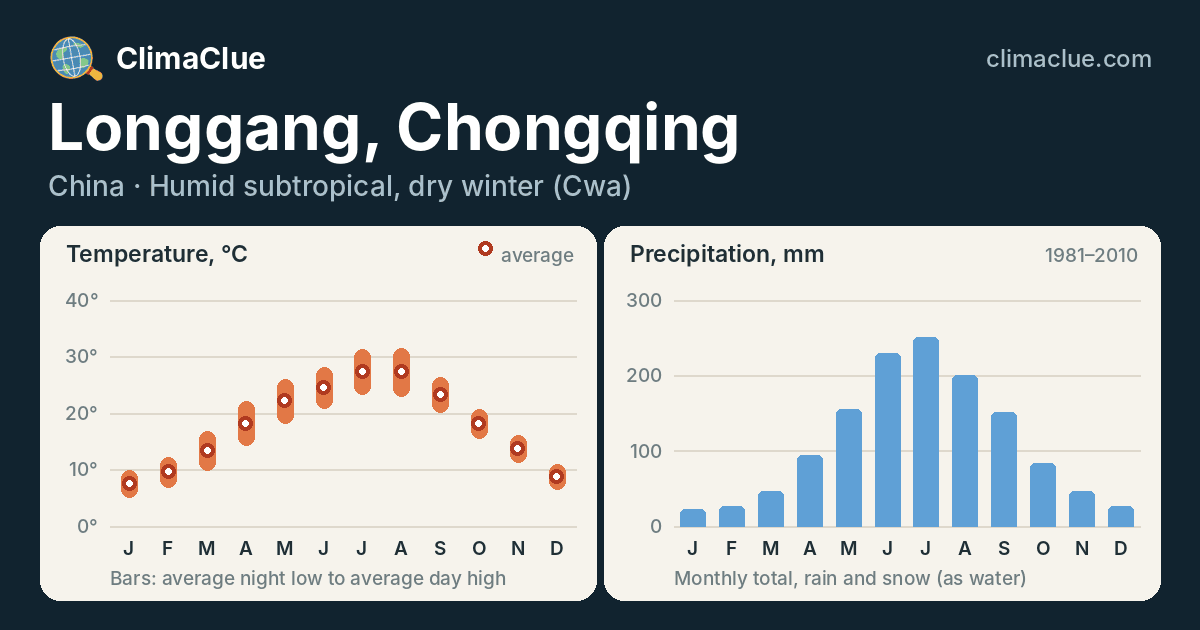 ClimaClue
climaclue.com
Longgang, Chongqing
China · Humid subtropical, dry winter (Cwa)
Temperature, °C
average
40°
30°
20°
10°
0°
J F M A M J J A S O N D
Bars: average night low to average day high
Precipitation, mm
1981–2010
300
200
100
0
J F M A M J J A S O N D
Monthly total, rain and snow (as water)